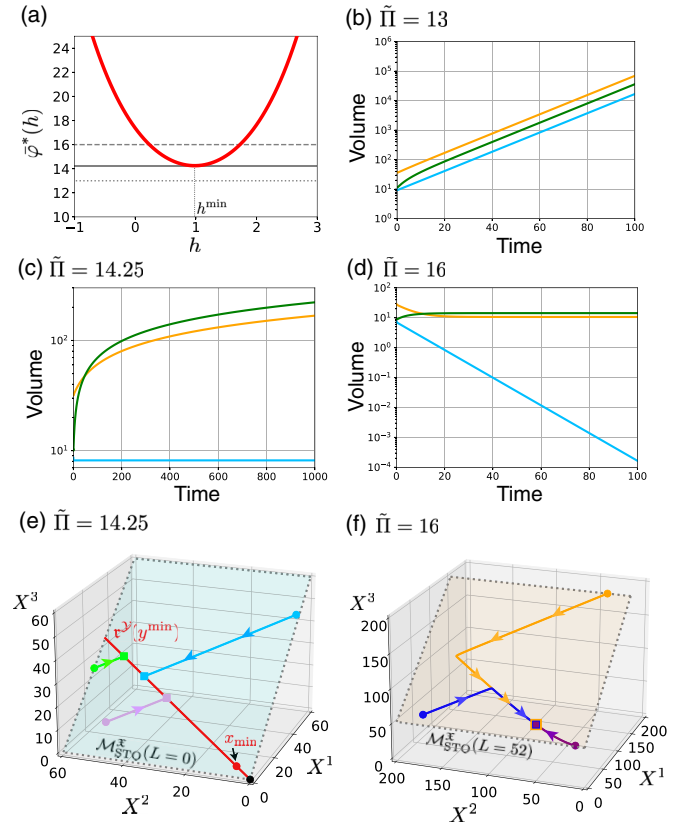 (a)
24
22
20
18
16
14
12
10
φ̄*(h)
−1
0
1
2
3
h^min
h
(b) Π̃ = 13
10^6
10^5
10^4
10^3
10^2
10^1
10^0
Volume
0 20 40 60 80 100
Time
(c) Π̃ = 14.25
10^2
10^1
Volume
0 200 400 600 800 1000
Time
(d) Π̃ = 16
10^2
10^1
10^0
10^−1
10^−2
10^−3
10^−4
Volume
0 20 40 60 80 100
Time
(e) Π̃ = 14.25
X^3
60
50
40
30
20
10
0
𝔯^𝒴(y^min)
x_min
ℳ^𝔵_STO(L = 0)
60
40
20
0
X^2
0
20
40
60
X^1
(f) Π̃ = 16
X^3
200
150
100
50
0
ℳ^𝔵_STO(L = 52)
200
150
100
50
0
X^2
0
50
100
150
200
X^1